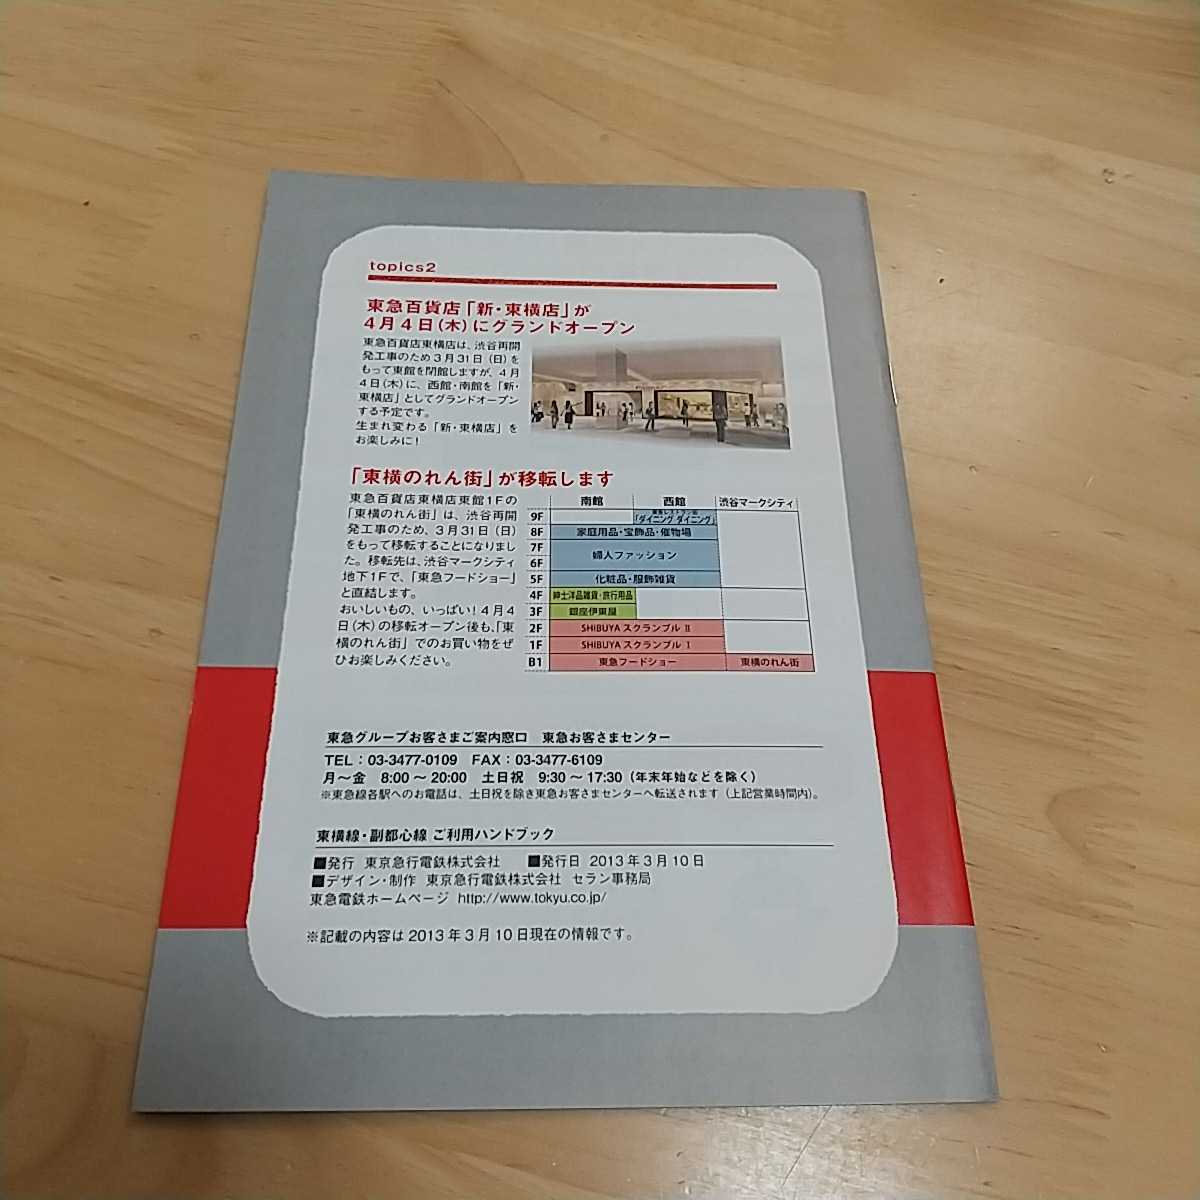 topics2
東急百貨店「新・東横店」が
4月4日(木)にグランドオープン
東急百貨店東横店は、渋谷再開
発工事のため3月31日(日)を
もって東館を閉館しますが、4月
4日(木)に、西館・南館を「新・
東横店」としてグランドオープン
する予定です。
生まれ変わる「新・東横店」を
お楽しみに!
「東横のれん街」が移転します
東急百貨店東横店東館1Fの
「東横のれん街」は、渋谷再開
発工事のため、3月31日(日)
をもって移転することになりまし
た。移転先は、渋谷マークシティ
地下1Fで、「東急フードショー」
と直結します。
おいしいもの、いっぱい!4月4
日(木)の移転オープン後も、「東
横のれん街」でのお買い物をぜ
ひお楽しみください。
南館 西館 渋谷マークシティ
9F 「ダイニング ダイニング」
8F 家庭用品・宝飾品・催物場
7F
婦人ファッション
6F
5F 化粧品・服飾雑貨
4F 紳士洋品雑貨・旅行用品
3F 銀座伊東屋
2F SHIBUYA スクランブル Ⅱ
1F SHIBUYA スクランブル Ⅰ
B1 東急フードショー 東横のれん街
東急グループお客さまご案内窓口 東急お客さまセンター
TEL:03-3477-0109 FAX:03-3477-6109
月~金 8:00~20:00 土日祝 9:30~17:30(年末年始などを除く)
※東急線各駅へのお電話は、土日祝を除き東急お客さまセンターへ転送されます(上記営業時間内)。
東横線・副都心線 ご利用ハンドブック
■発行 東京急行電鉄株式会社 ■発行日 2013年3月10日
■デザイン・制作 東京急行電鉄株式会社 セラン事務局
東急電鉄ホームページ http://www.tokyu.co.jp/
※記載の内容は2013年3月10日現在の情報です。